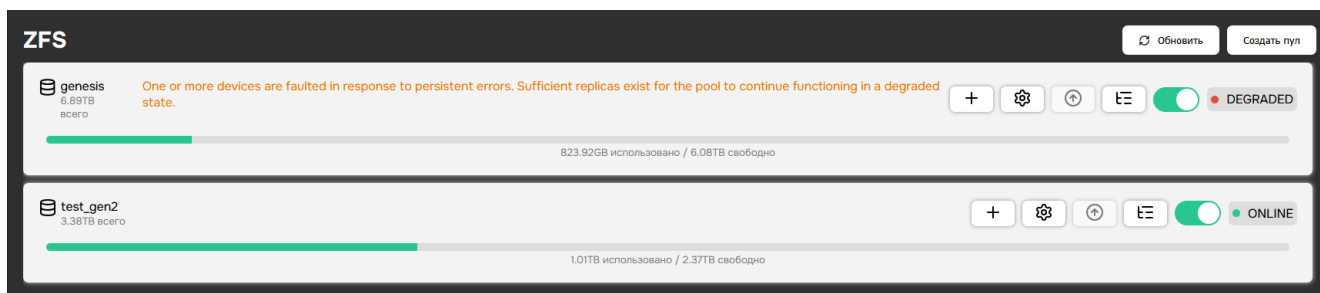 ZFS
Обновить
Создать пул
genesis
6.89TB
всего
One or more devices are faulted in response to persistent errors. Sufficient replicas exist for the pool to continue functioning in a degraded
state.
DEGRADED
823.92GB использовано / 6.08TB свободно
test_gen2
3.38TB всего
ONLINE
1.01TB использовано / 2.37TB свободно